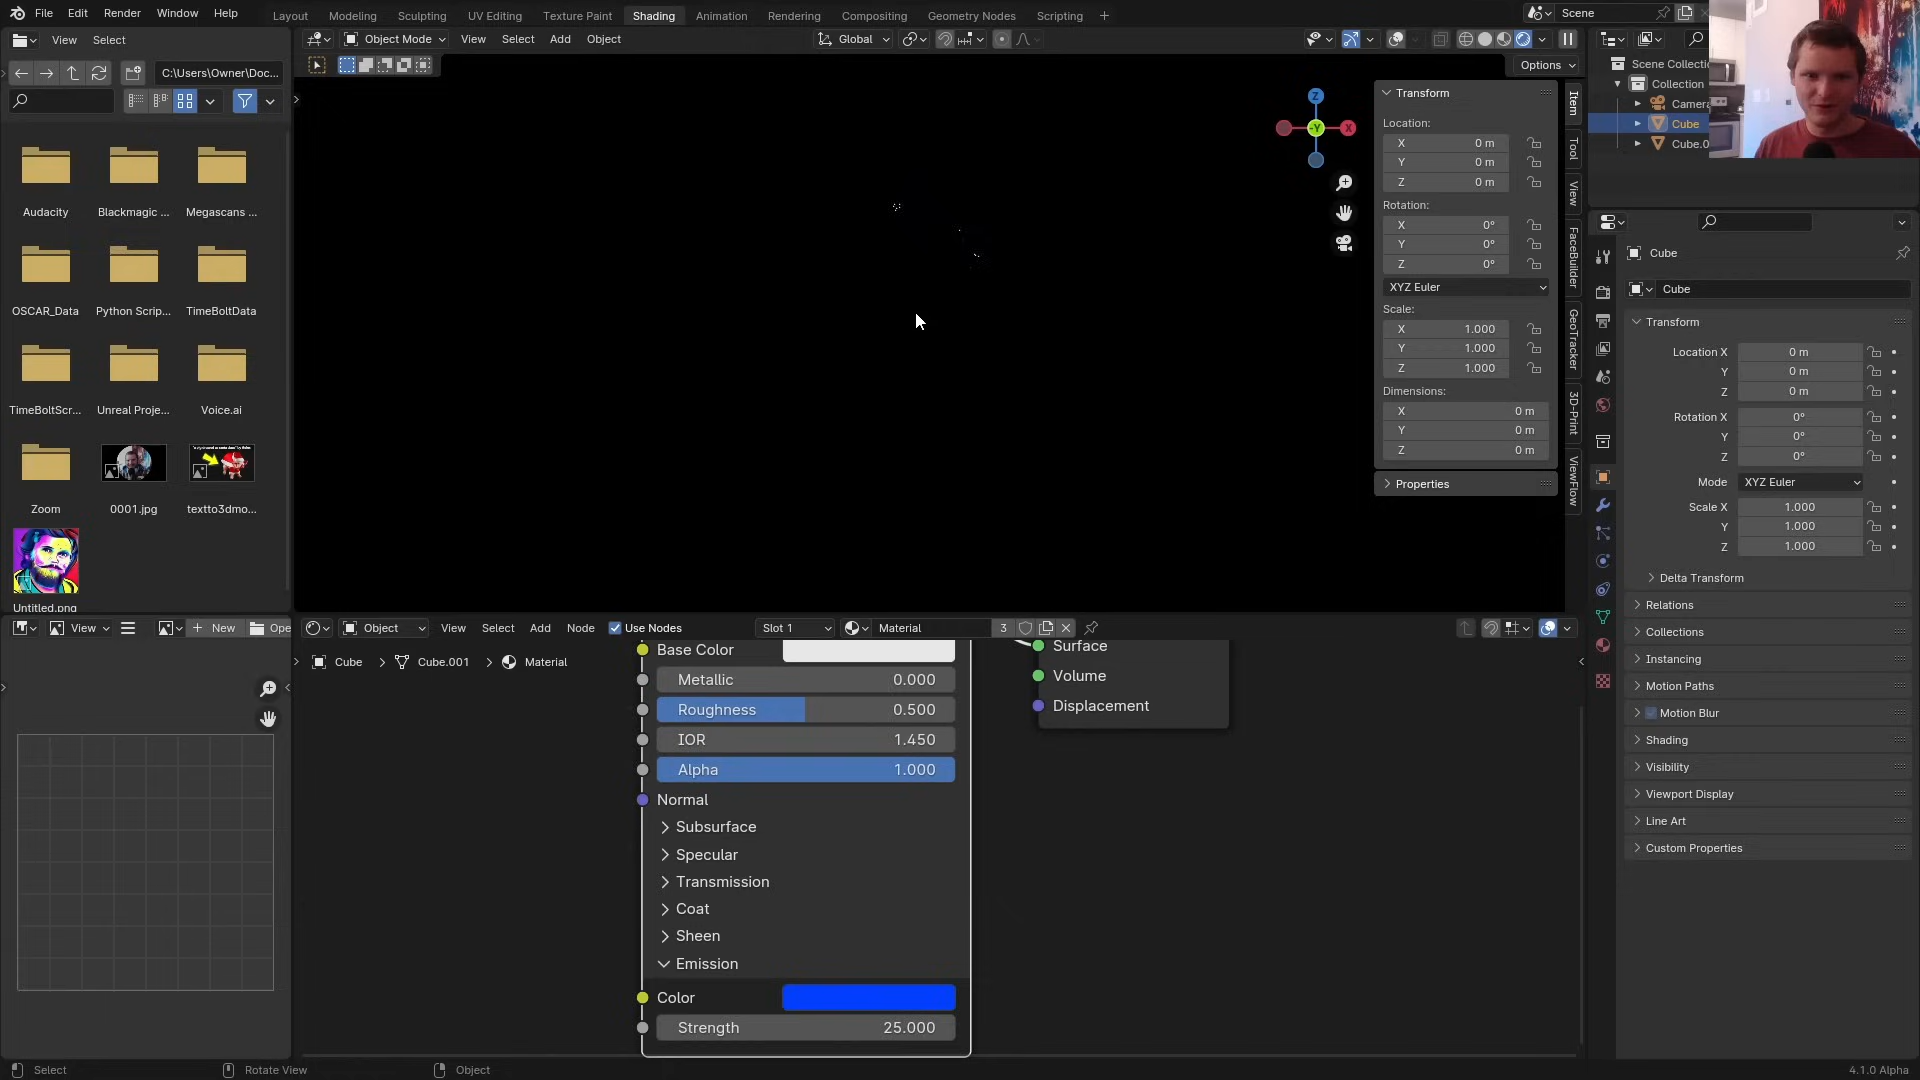 File Edit Render Window Help Layout Modeling Sculpting UV Editing Texture Paint Shading Animation Rendering Compositing Geometry Nodes Scripting + Scene
View Select
Object Mode View Select Add Object Global
C:\Users\Owner\Doc...
Options
Audacity Blackmagic ... Megascans ...
OSCAR_Data Python Scrip... TimeBoltData
TimeBoltScr... Unreal Proje... Voice.ai
Zoom 0001.jpg textto3dmo...
Untitled.png
Z
-Y X
Transform
Location:
X 0 m
Y 0 m
Z 0 m
Rotation:
X 0°
Y 0°
Z 0°
XYZ Euler
Scale:
X 1.000
Y 1.000
Z 1.000
Dimensions:
X 0 m
Y 0 m
Z 0 m
Properties
Item
Tool
View
FaceBuilder
GeoTracker
3D-Print
ViewFlow
Scene Collectio
Collection
Camera
Cube
Cube.0
Cube
Cube
Transform
Location X 0 m
Y 0 m
Z 0 m
Rotation X 0°
Y 0°
Z 0°
Mode XYZ Euler
Scale X 1.000
Y 1.000
Z 1.000
Delta Transform
Relations
Collections
Instancing
Motion Paths
Motion Blur
Shading
Visibility
Viewport Display
Line Art
Custom Properties
View New Ope
Object View Select Add Node Use Nodes Slot 1 Material 3
Cube > Cube.001 > Material
Base Color
Metallic 0.000
Roughness 0.500
IOR 1.450
Alpha 1.000
Normal
Subsurface
Specular
Transmission
Coat
Sheen
Emission
Color
Strength 25.000
Surface
Volume
Displacement
Select Rotate View Object 4.1.0 Alpha